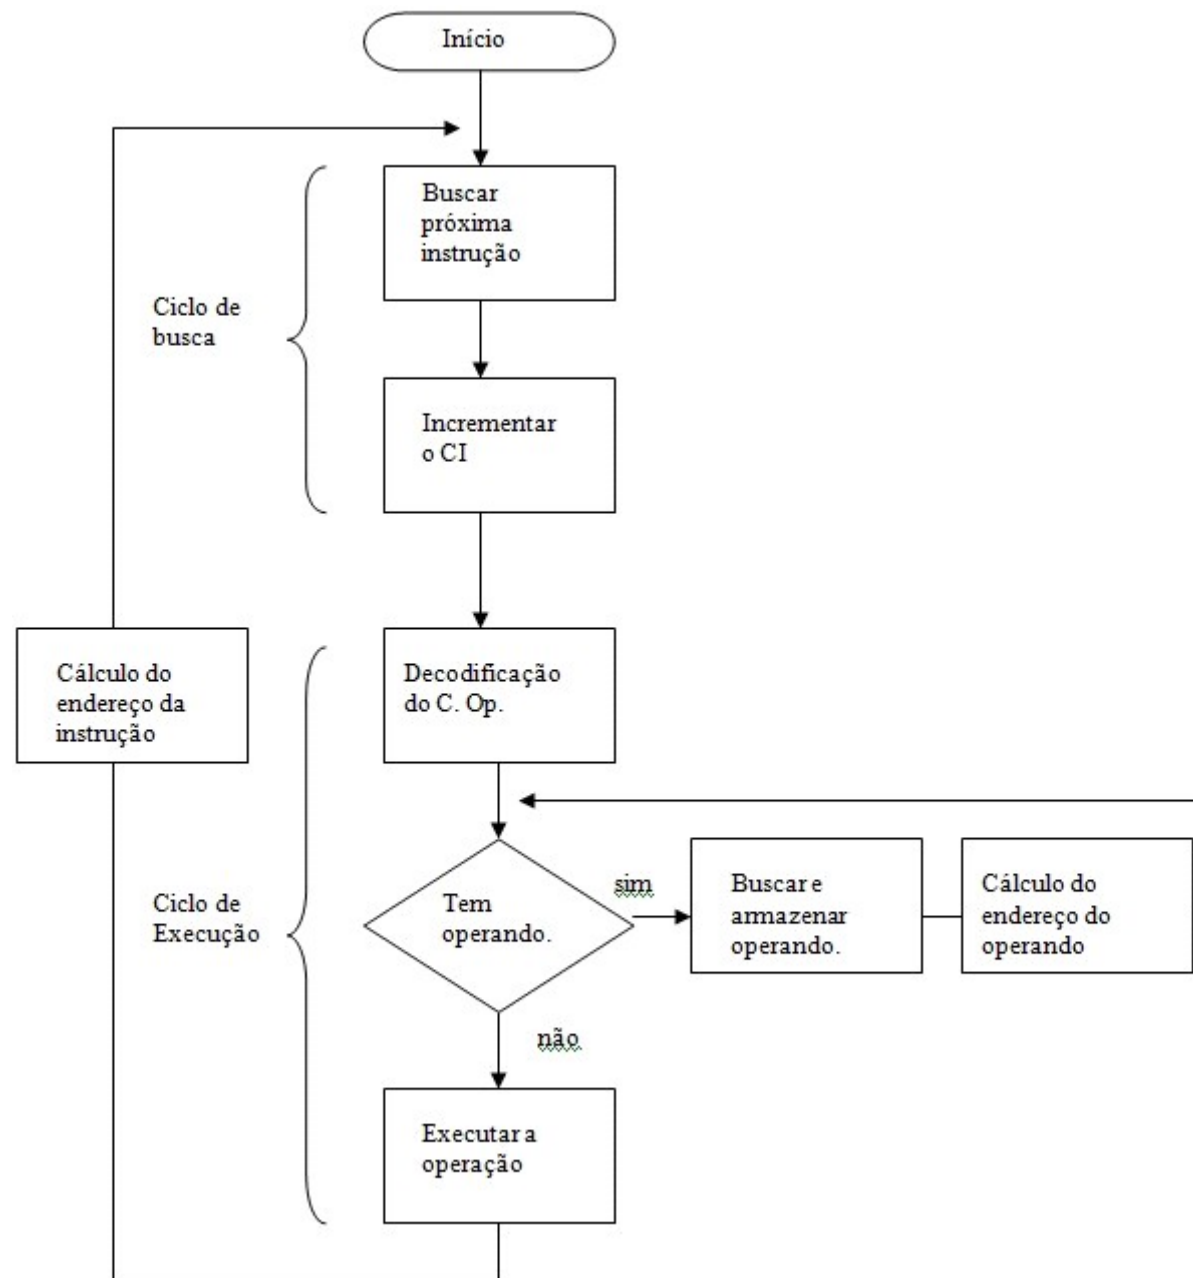 Início
Buscar
próxima
instrução
Ciclo de
busca
Incrementar
o CI
Cálculo do
endereço da
instrução
Decodificação
do C. Op.
Ciclo de
Execução
Tem
operando.
sim
Buscar e
armazenar
operando.
Cálculo do
endereço do
operando
não
Executar a
operação